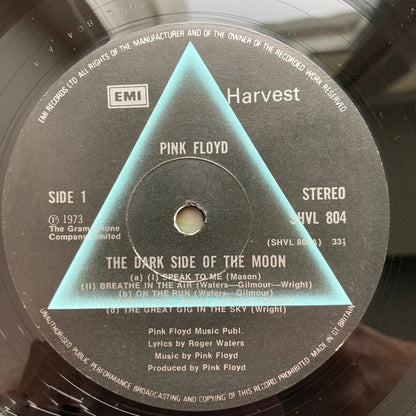 EMI RECORDS LTD ALL RIGHTS OF THE MANUFACTURER AND OF THE OWNER OF THE RECORDED WORK RESERVED
EMI Harvest
PINK FLOYD
SIDE 1 STEREO
Ⓟ 1973 SHVL 804
The Gramophone
Company Limited (SHVL 804A) 33⅓
THE DARK SIDE OF THE MOON
(a) (I) SPEAK TO ME (Mason)
(II) BREATHE IN THE AIR (Waters—Gilmour—Wright)
(b) ON THE RUN (Waters—Gilmour)
(d) THE GREAT GIG IN THE SKY (Wright)
Pink Floyd Music Publ.
Lyrics by Roger Waters
Music by Pink Floyd
Produced by Pink Floyd
UNAUTHORISED PUBLIC PERFORMANCE BROADCASTING AND COPYING OF THIS RECORD PROHIBITED MADE IN GT BRITAIN